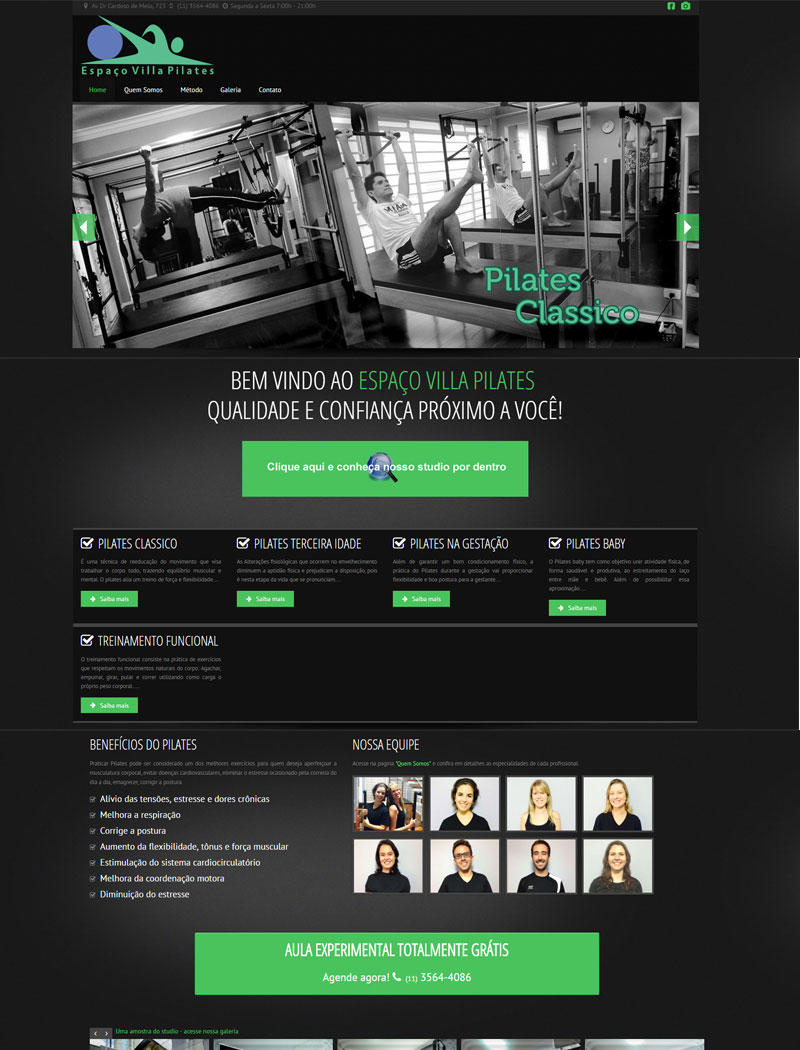 Av Dr Cardoso de Melo, 723 (11) 3564-4086 Segunda a Sexta 7:00h - 21:00h
Espaço Villa Pilates
Home Quem Somos Método Galeria Contato
Pilates
Classico
BEM VINDO AO ESPAÇO VILLA PILATES
QUALIDADE E CONFIANÇA PRÓXIMO A VOCÊ!
Clique aqui e conheça nosso studio por dentro
PILATES CLASSICO
É uma técnica de reeducação do movimento que visa
trabalhar o corpo tudo, trazendo equilíbrio muscular e
mental. O pilates alia um treino de força e flexibilidade...
Saiba mais
PILATES TERCEIRA IDADE
As Alterações fisiológicas que ocorrem no envelhecimento
diminuem a aptidão física e prejudicam a disposição, pois
é nesta etapa da vida que se pronunciam....
Saiba mais
PILATES NA GESTAÇÃO
Além de garantir um bom condicionamento físico, a
prática do Pilates durante a gestação vai proporcionar
flexibilidade e boa postura para a gestante....
Saiba mais
PILATES BABY
O Pilates baby tem como objetivo unir atividade física, de
forma saudável e produtiva, ao estreitamento do laço
entre mãe e bebê. Além de possibilitar essa
aproximação....
Saiba mais
TREINAMENTO FUNCIONAL
O treinamento funcional consiste na prática de exercícios
que respeitam os movimentos naturais do corpo. Agachar,
empurrar, girar, pular e correr utilizando como carga o
próprio peso corporal....
Saiba mais
BENEFÍCIOS DO PILATES
Praticar Pilates pode ser considerado um dos melhores exercícios para quem deseja aperfeiçoar a
musculatura corporal, evitar doenças cardiovasculares, eliminar o estresse ocasionado pela correria do
dia a dia, emagrecer, corrigir a postura.
Alívio das tensões, estresse e dores crônicas
Melhora a respiração
Corrige a postura
Aumento da flexibilidade, tônus e força muscular
Estimulação do sistema cardiocirculatório
Melhora da coordenação motora
Diminuição do estresse
NOSSA EQUIPE
Acesse na pagina "Quem Somos" e confira em detalhes as especialidades de cada profissional.
AULA EXPERIMENTAL TOTALMENTE GRÁTIS
Agende agora! (11) 3564-4086
Uma amostra do studio - acesse nossa galeria